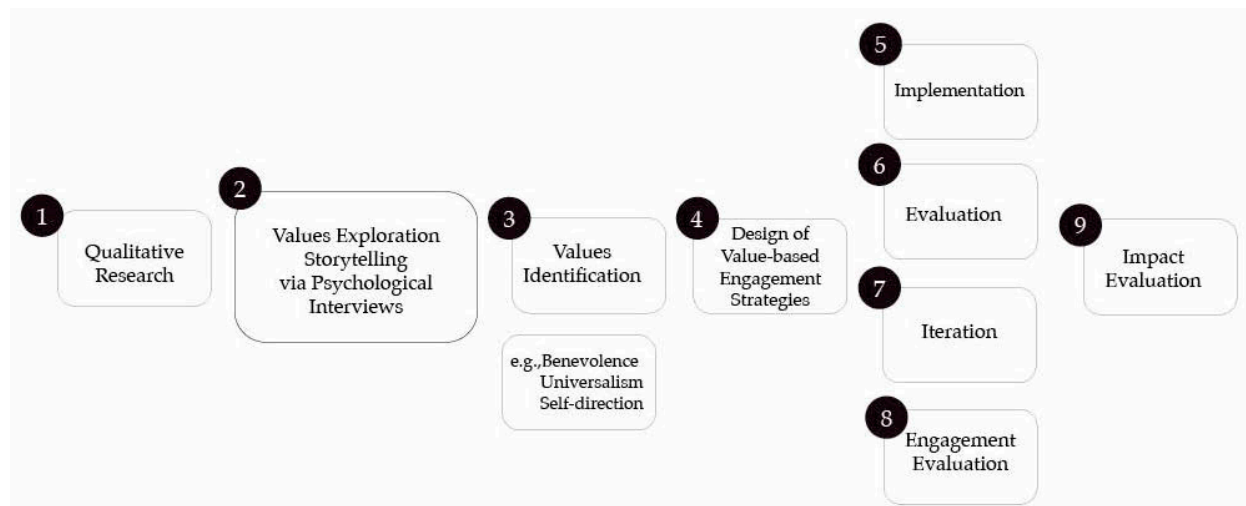 1
Qualitative
Research
2
Values Exploration
Storytelling
via Psychological
Interviews
3
Values
Identification
e.g.,Benevolence
Universalism
Self-direction
4
Design of
Value-based
Engagement
Strategies
5
Implementation
6
Evaluation
7
Iteration
8
Engagement
Evaluation
9
Impact
Evaluation